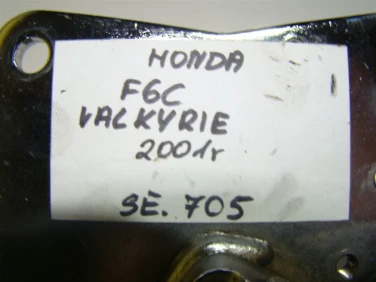 HONDA
F6C
VALKYRIE
2001r
SE. 705